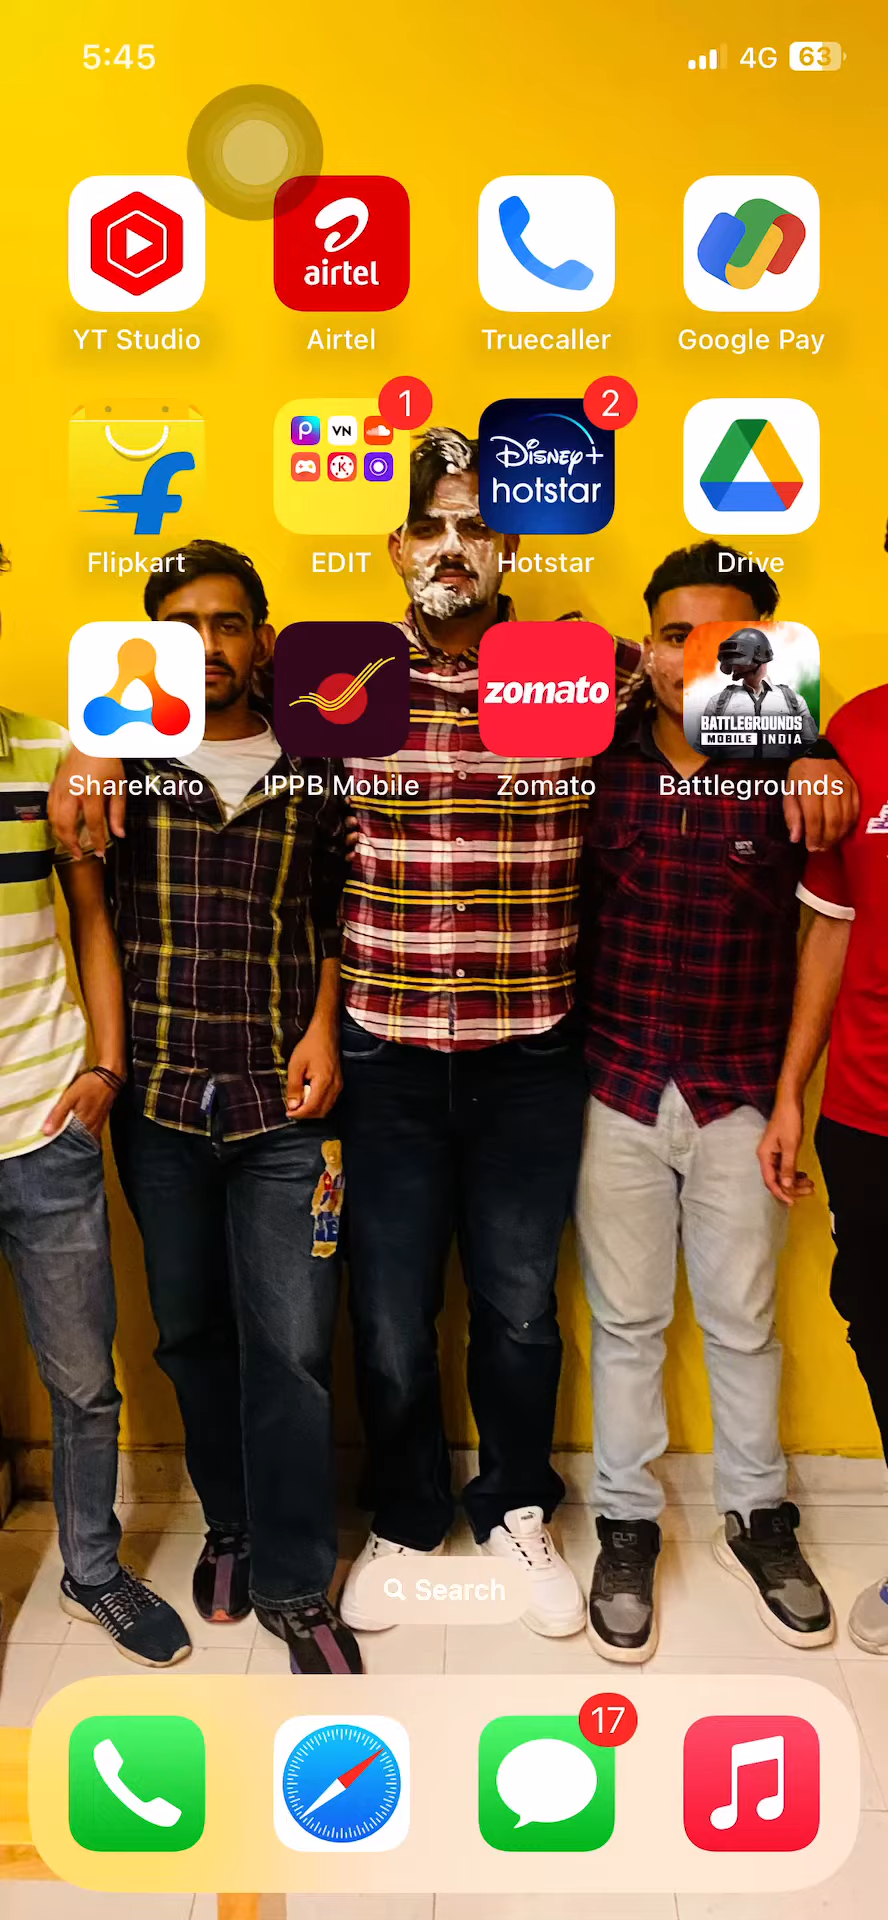 5:45
4G 63
airtel
YT Studio
Airtel
Truecaller
Google Pay
1
2
VN
K
Disney+
hotstar
Flipkart
EDIT
Hotstar
Drive
zomato
BATTLEGROUNDS
MOBILE INDIA
ShareKaro
IPPB Mobile
Zomato
Battlegrounds
Search
17